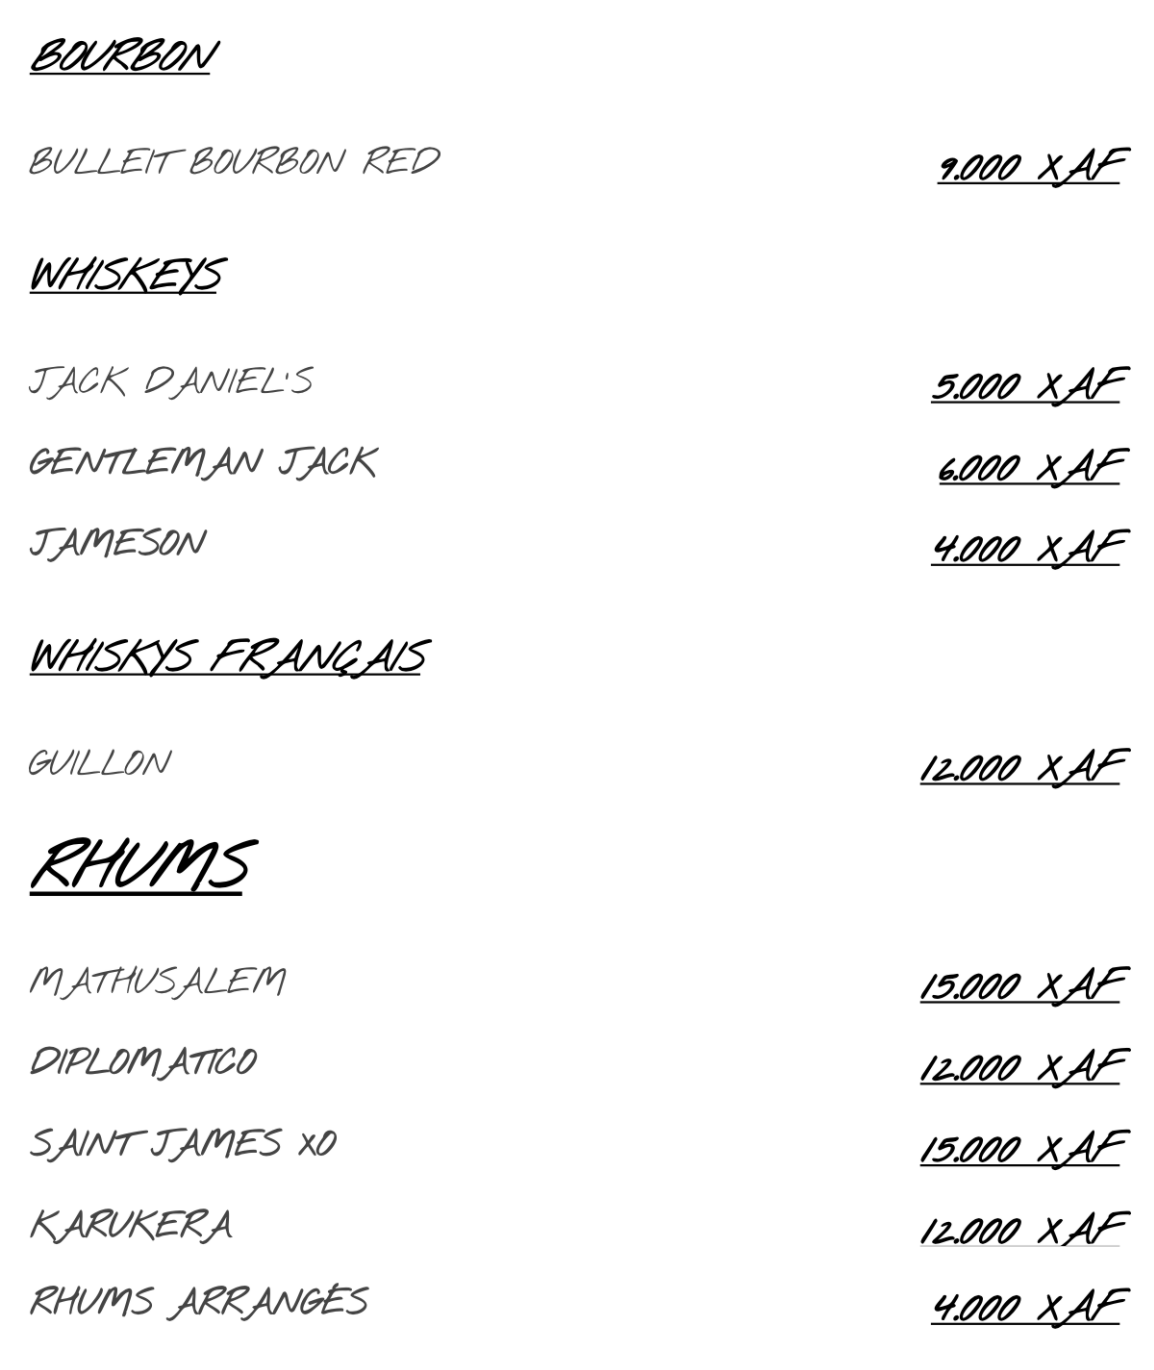 BOURBON
BULLEIT BOURBON RED 9.000 XAF
WHISKEYS
JACK DANIEL'S 5.000 XAF
GENTLEMAN JACK 6.000 XAF
JAMESON 4.000 XAF
WHISKYS FRANÇAIS
GUILLON 12.000 XAF
RHUMS
MATHUSALEM 15.000 XAF
DIPLOMATICO 12.000 XAF
SAINT JAMES XO 15.000 XAF
KARUKERA 12.000 XAF
RHUMS ARRANGÉS 4.000 XAF